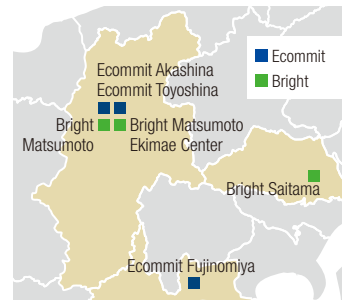 Ecommit
Bright
Ecommit Akashina
Ecommit Toyoshina
Bright
Matsumoto
Bright Matsumoto
Ekimae Center
Bright Saitama
Ecommit Fujinomiya